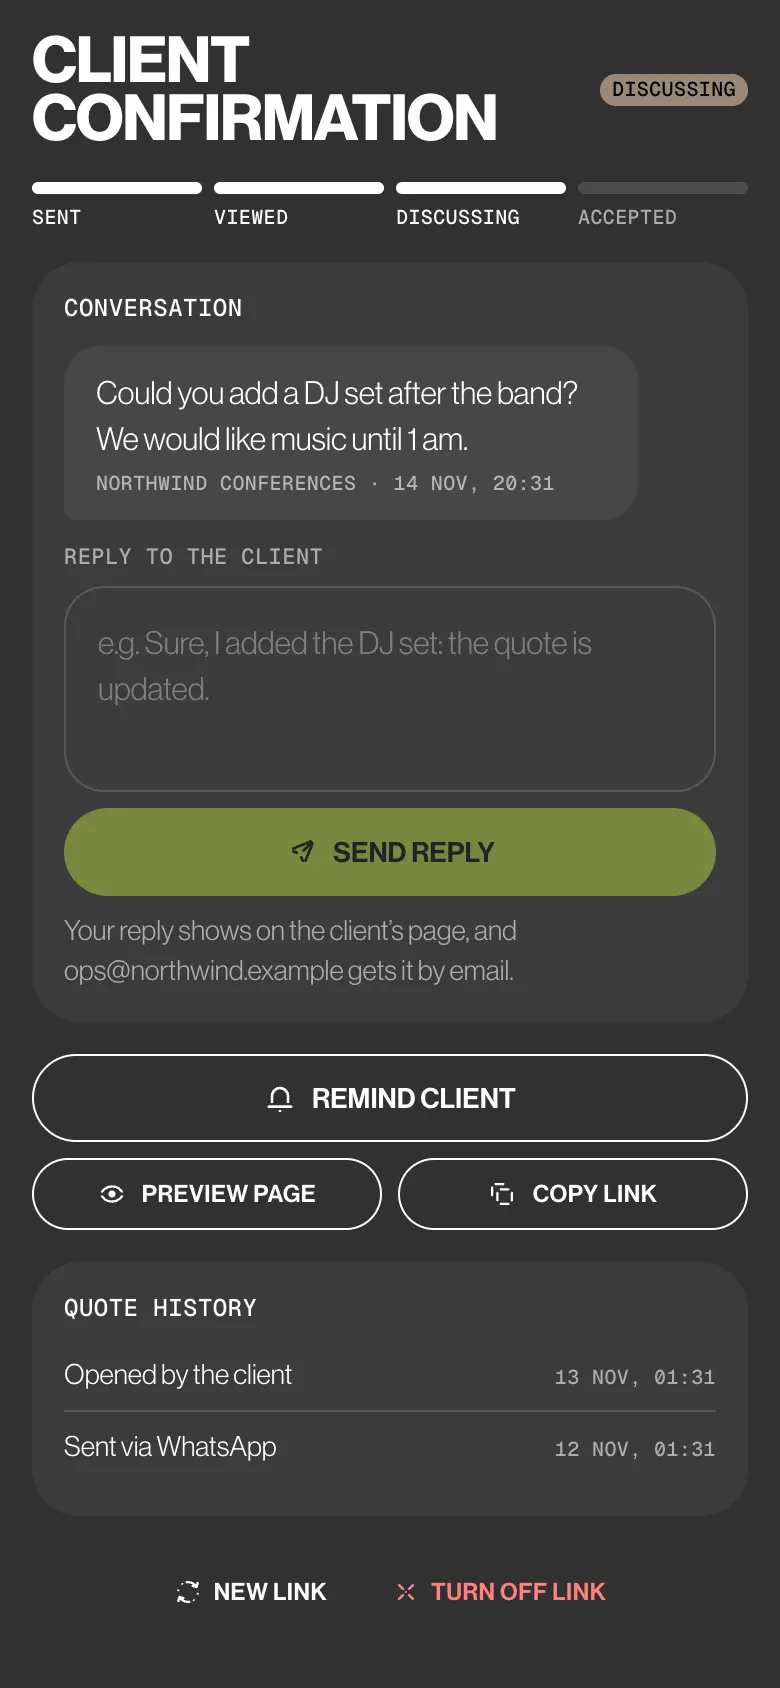 CLIENT
CONFIRMATION
DISCUSSING
SENT
VIEWED
DISCUSSING
ACCEPTED
CONVERSATION
Could you add a DJ set after the band?
We would like music until 1 am.
NORTHWIND CONFERENCES · 14 NOV, 20:31
REPLY TO THE CLIENT
e.g. Sure, I added the DJ set: the quote is
updated.
SEND REPLY
Your reply shows on the client’s page, and
ops@northwind.example gets it by email.
REMIND CLIENT
PREVIEW PAGE
COPY LINK
QUOTE HISTORY
Opened by the client
13 NOV, 01:31
Sent via WhatsApp
12 NOV, 01:31
NEW LINK
TURN OFF LINK